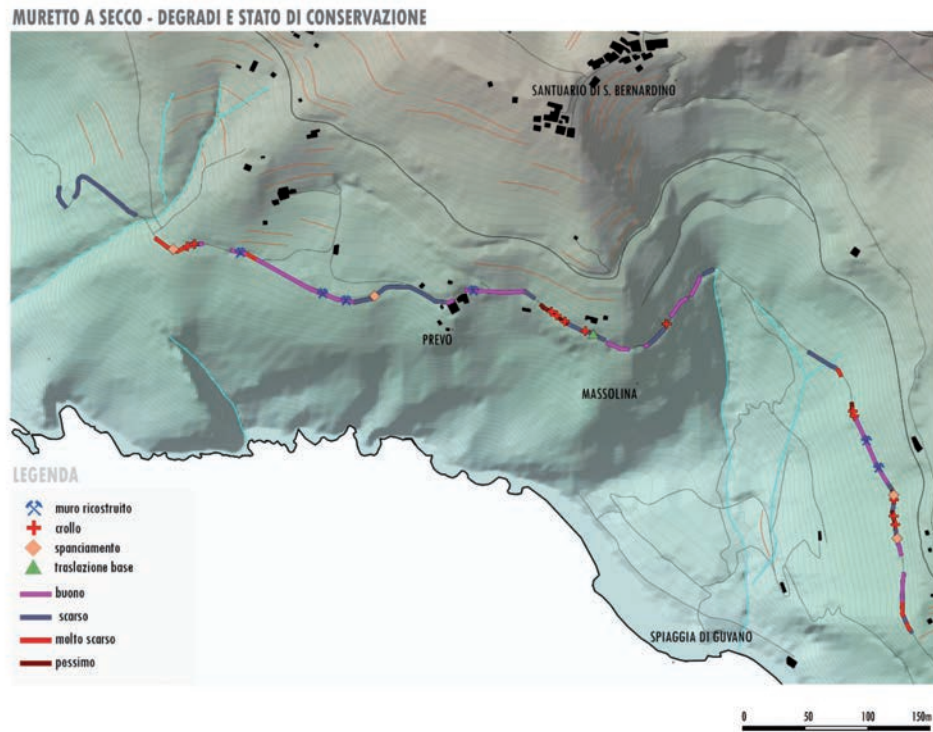 MURETTO A SECCO - DEGRADI E STATO DI CONSERVAZIONE
SANTUARIO DI S. BERNARDINO
PREVO
MASSOLINA
SPIAGGIA DI GUVANO
LEGENDA
muro ricostruito
crollo
spanciamento
traslazione base
buono
scarso
molto scarso
pessimo
0 50 100 150m